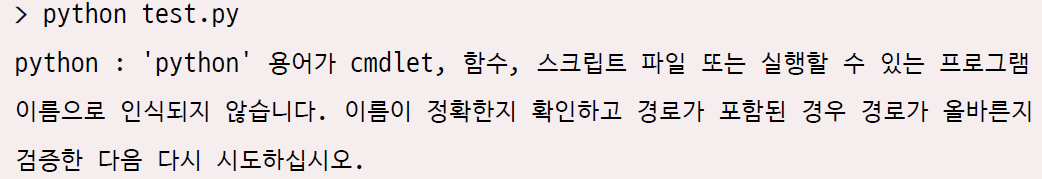 > python test.py
python : 'python' 용어가 cmdlet, 함수, 스크립트 파일 또는 실행할 수 있는 프로그램
이름으로 인식되지 않습니다. 이름이 정확한지 확인하고 경로가 포함된 경우 경로가 올바른지
검증한 다음 다시 시도하십시오.